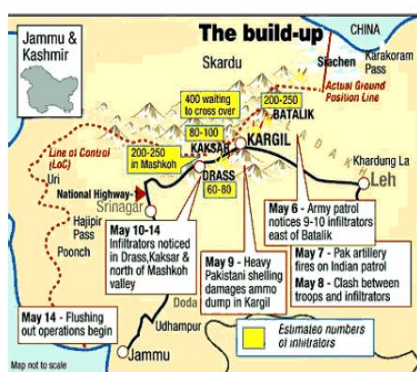 Jammu &
Kashmir
The build-up
CHINA
Karakoram
Pass
Siachen
Skardu
Actual Ground
Position Line
400 waiting
to cross over
200-250
BATALIK
80-100
KAKSAR
KARGIL
LADAKH
200-250
in Mashkoh
Line of Control
(LoC)
DRASS
60-80
Khardung La
Leh
Uri
National Highway
Srinagar
Hajipir
Pass
Poonch
May 6 - Army patrol
notices 9-10 infiltrators
east of Batalik
May 10-14
Infiltrators noticed
in Drass,Kaksar &
north of Mashkoh
valley
May 9 - Heavy
Pakistani shelling
damages ammo
dump in Kargil
May 7 - Pak artillery
fires on Indian patrol
May 8 - Clash between
troops and infiltrators
May 14 - Flushing
out operations begin
Doda
Udhampur
Jammu
Estimated numbers
of infiltrators
Map not to scale